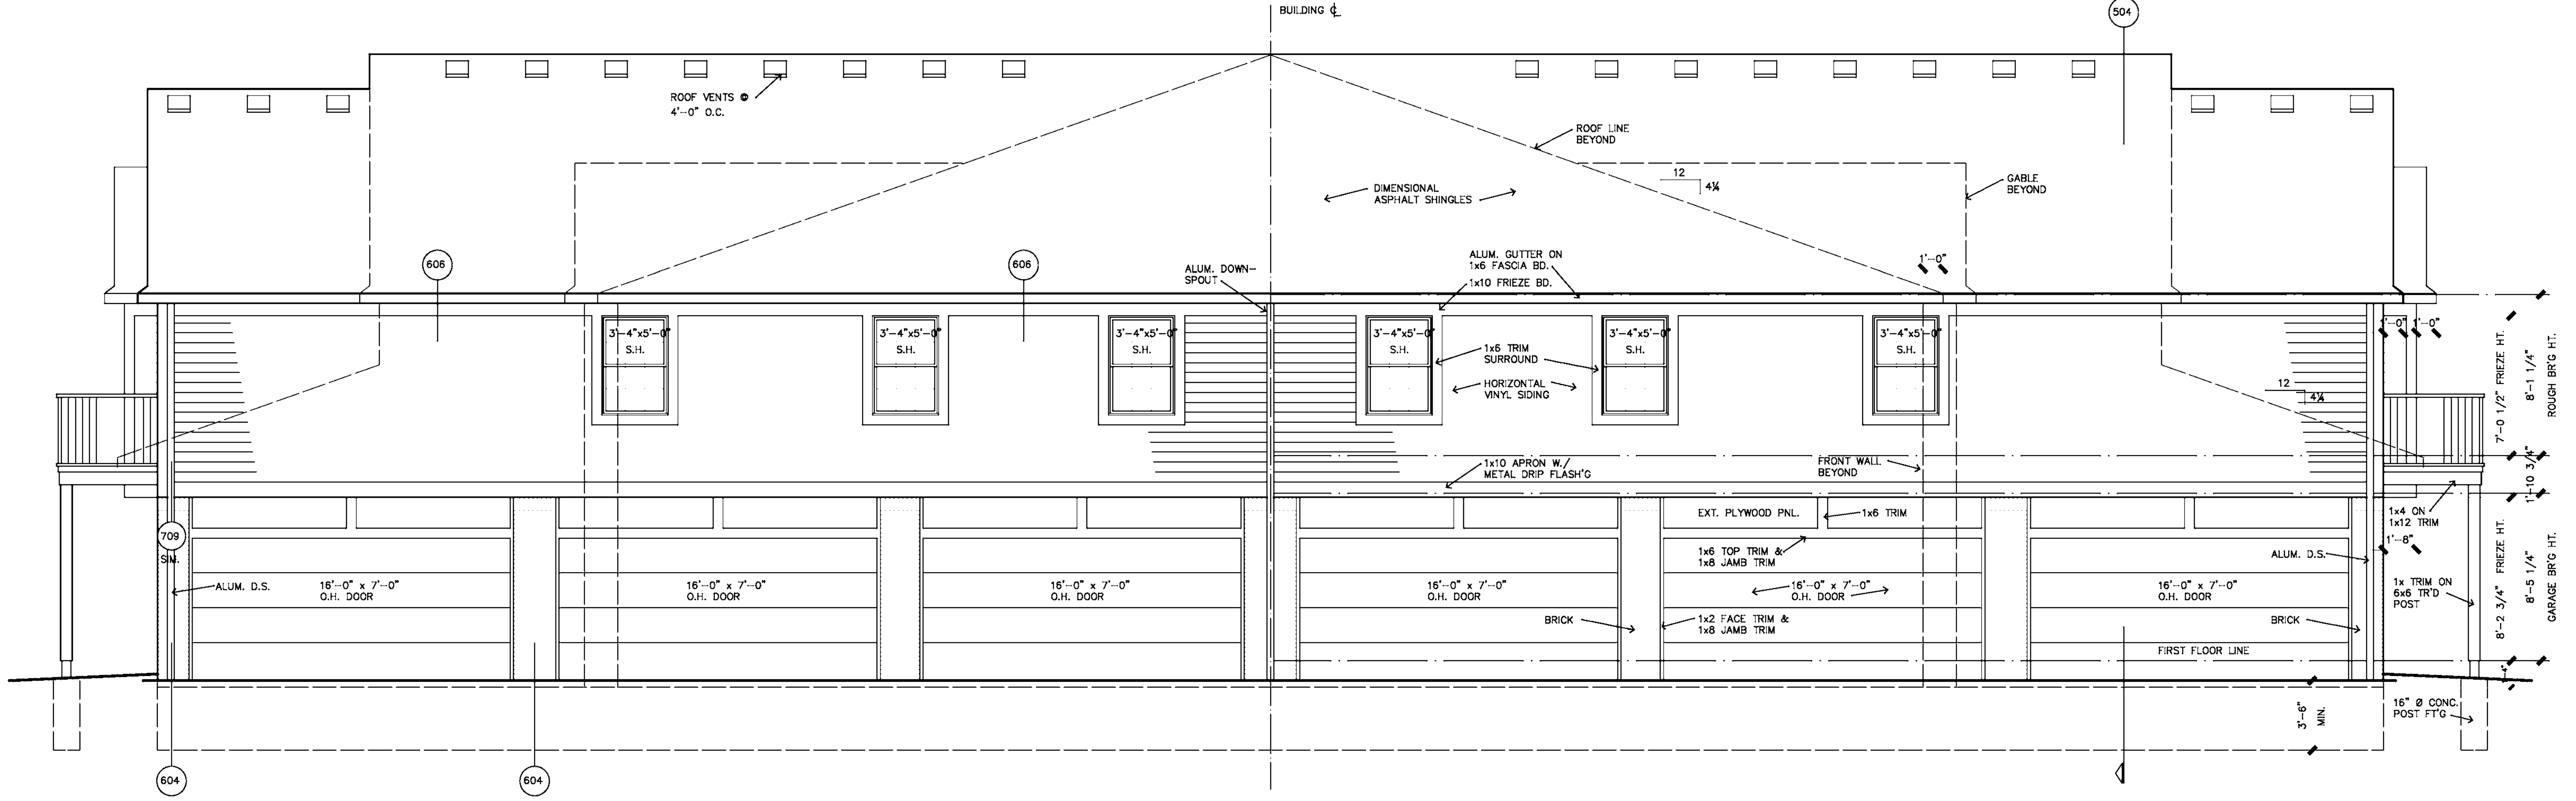 BUILDING ℄
504
ROOF VENTS @
4'-0" O.C.
ROOF LINE
BEYOND
12
4¼
GABLE
BEYOND
DIMENSIONAL
ASPHALT SHINGLES
606
606
ALUM. DOWN-
SPOUT
ALUM. GUTTER ON
1x6 FASCIA BD.
1x10 FRIEZE BD.
1'-0"
3'-4"x5'-0"
S.H.
3'-4"x5'-0"
S.H.
3'-4"x5'-0"
S.H.
3'-4"x5'-0"
S.H.
3'-4"x5'-0"
S.H.
3'-4"x5'-0"
S.H.
1'-0"
1'-0"
1x6 TRIM
SURROUND
HORIZONTAL
VINYL SIDING
12
4¼
7'-0 1/2" FRIEZE HT.
8'-1 1/4"
ROUGH BR'G HT.
1x10 APRON W./
METAL DRIP FLASH'G
FRONT WALL
BEYOND
1'-10 3/4"
EXT. PLYWOOD PNL.
1x6 TRIM
1x4 ON
1x12 TRIM
709
SIM.
1x6 TOP TRIM &
1x8 JAMB TRIM
ALUM. D.S.
1'-8"
ALUM. D.S.
16'-0" x 7'-0"
O.H. DOOR
16'-0" x 7'-0"
O.H. DOOR
16'-0" x 7'-0"
O.H. DOOR
16'-0" x 7'-0"
O.H. DOOR
16'-0" x 7'-0"
O.H. DOOR
16'-0" x 7'-0"
O.H. DOOR
1x TRIM ON
6x6 TR'D
POST
8'-2 3/4" FRIEZE HT.
8'-5 1/4"
GARAGE BR'G HT.
BRICK
1x2 FACE TRIM &
1x8 JAMB TRIM
BRICK
FIRST FLOOR LINE
4"
3'-6"
MIN.
16" Ø CONC.
POST FT'G
604
604